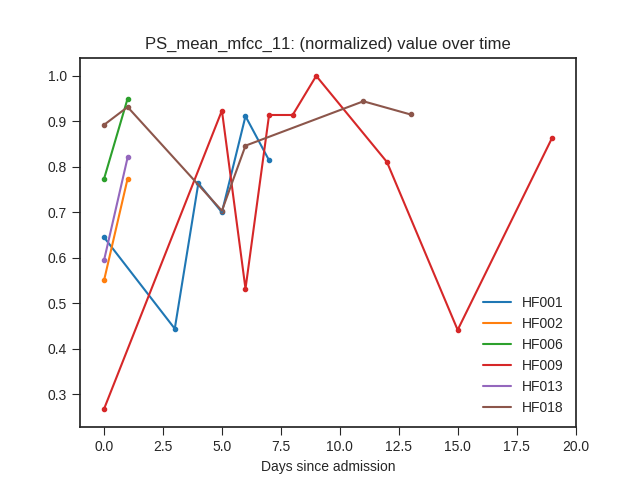 PS_mean_mfcc_11: (normalized) value over time
1.0
0.9
0.8
0.7
0.6
0.5
0.4
0.3
HF001
HF002
HF006
HF009
HF013
HF018
0.0 2.5 5.0 7.5 10.0 12.5 15.0 17.5 20.0
Days since admission